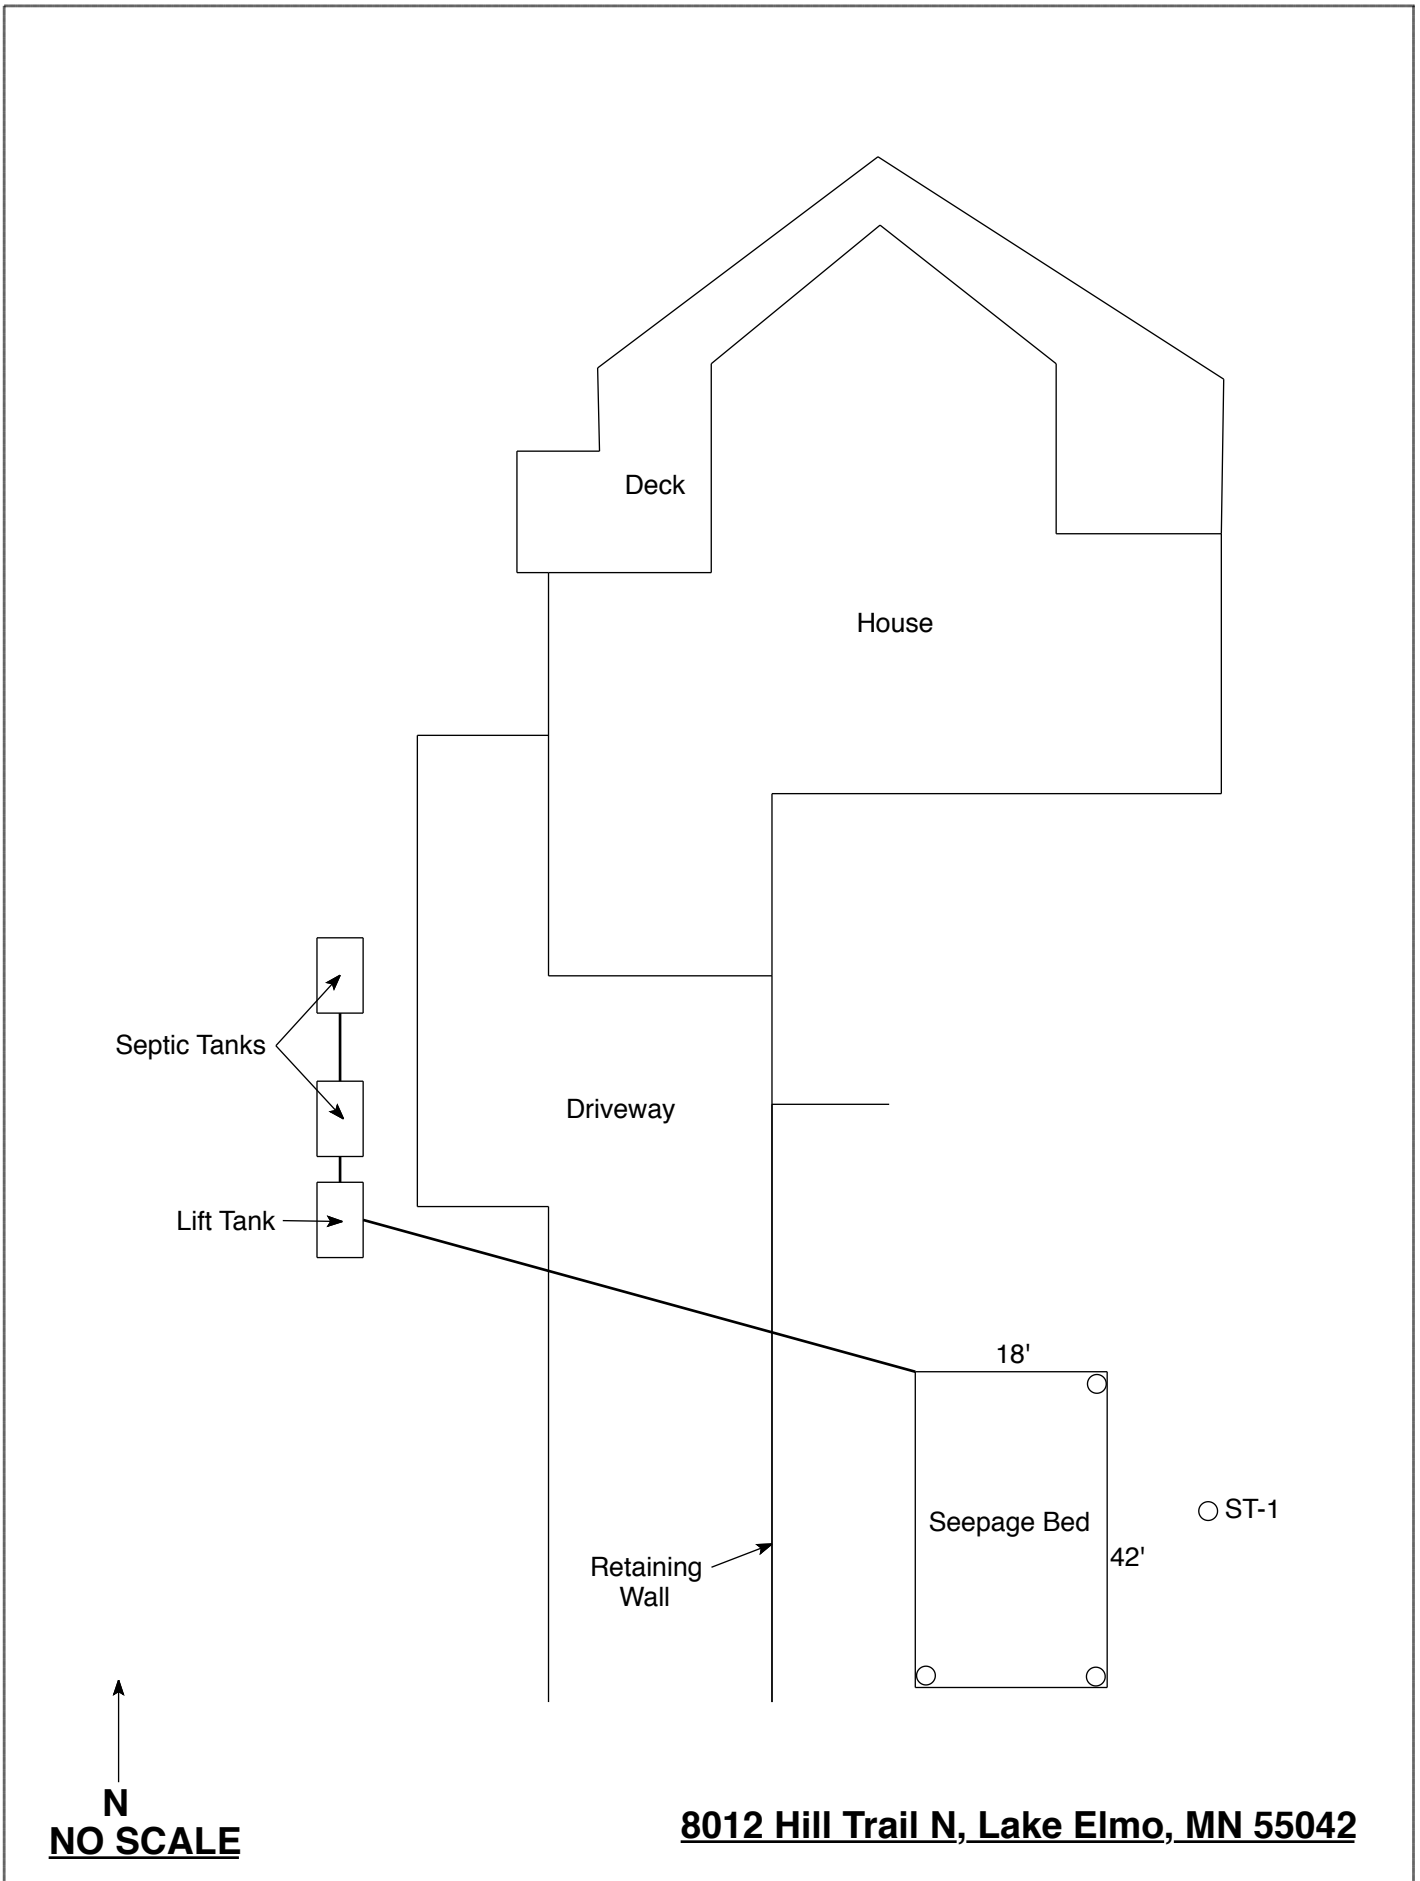 Deck
House
Septic Tanks
Driveway
Lift Tank
18'
Seepage Bed
ST-1
42'
Retaining
Wall
N
NO SCALE
8012 Hill Trail N, Lake Elmo, MN 55042